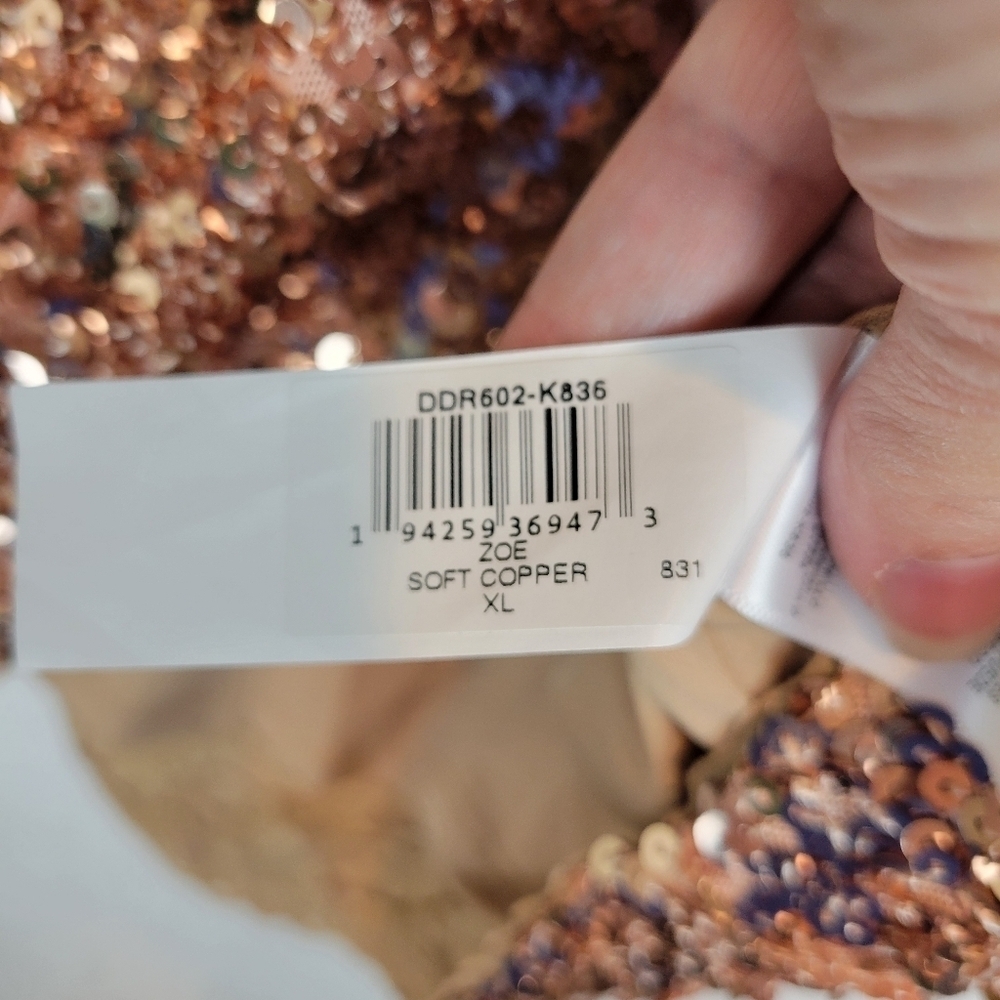 DDR602-K836
1 94259 36947 3
ZOE
SOFT COPPER 831
XL